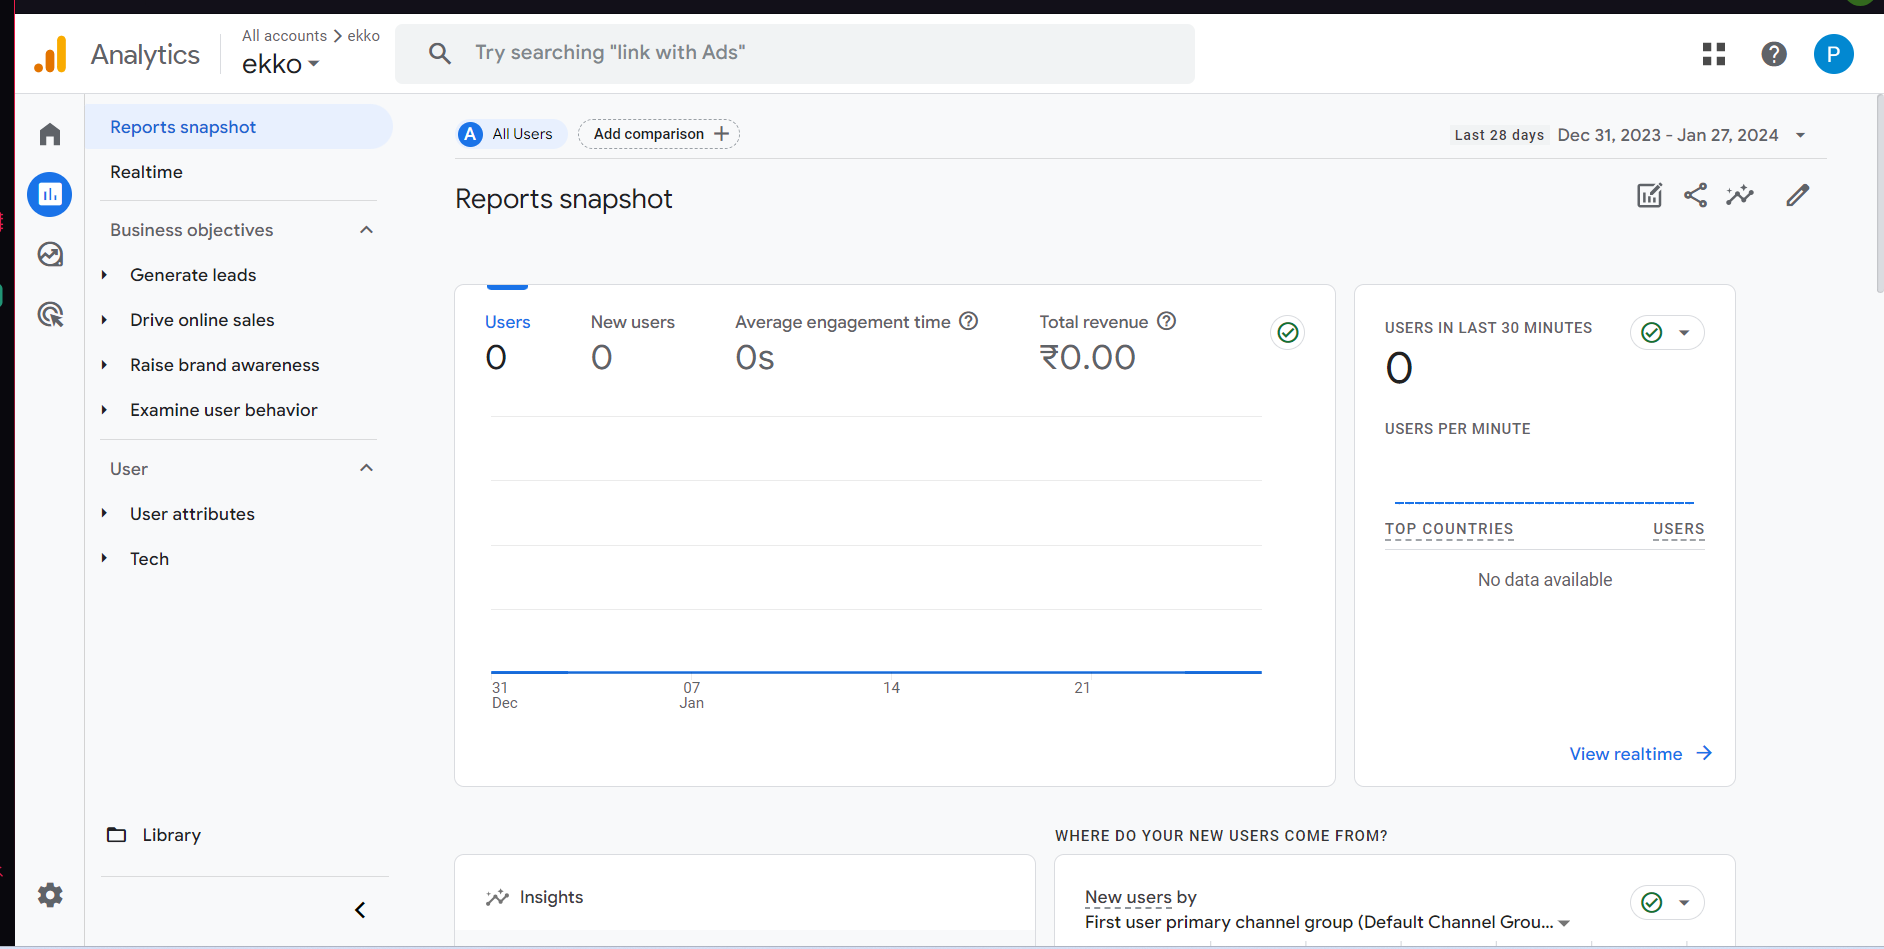 Analytics
All accounts > ekko
ekko
Try searching "link with Ads"
P
Reports snapshot
Realtime
Business objectives
Generate leads
Drive online sales
Raise brand awareness
Examine user behavior
User
User attributes
Tech
Library
A All Users
Add comparison +
Last 28 days Dec 31, 2023 - Jan 27, 2024
Reports snapshot
Users
0
New users
0
Average engagement time
0s
Total revenue
₹0.00
31 Dec
07 Jan
14
21
USERS IN LAST 30 MINUTES
0
USERS PER MINUTE
TOP COUNTRIES USERS
No data available
View realtime
Insights
WHERE DO YOUR NEW USERS COME FROM?
New users by
First user primary channel group (Default Channel Grou...